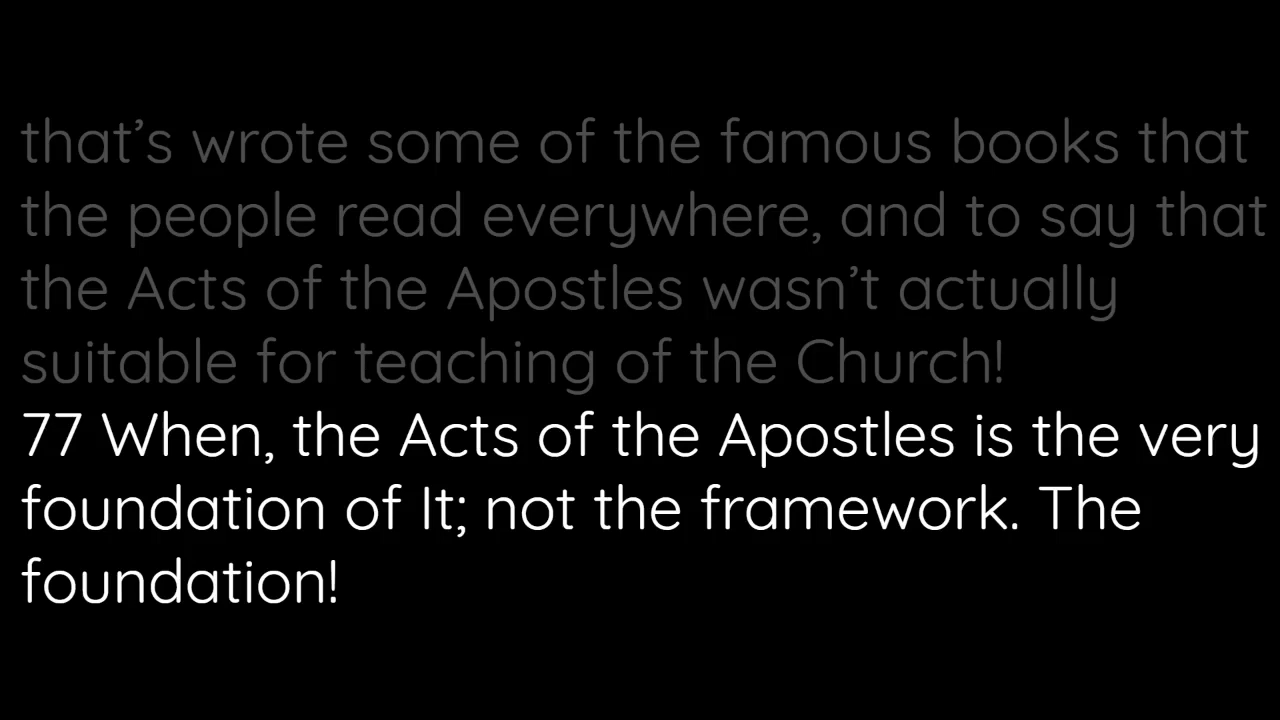 that’s wrote some of the famous books that
the people read everywhere, and to say that
the Acts of the Apostles wasn’t actually
suitable for teaching of the Church!
77 When, the Acts of the Apostles is the very
foundation of It; not the framework. The
foundation!